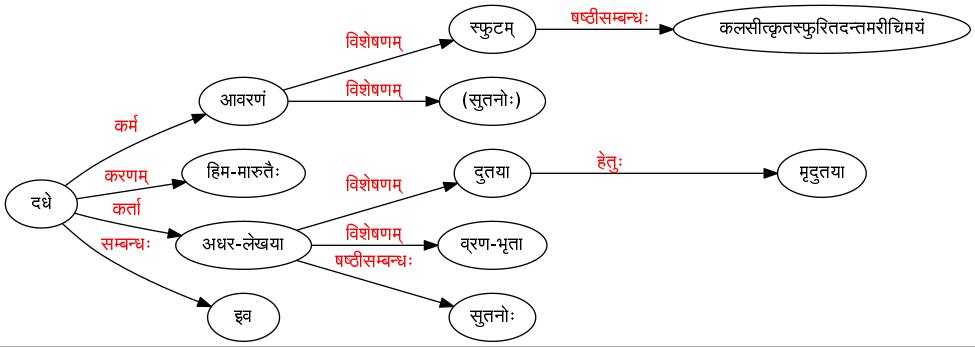 स्फुटम्
षष्ठीसम्बन्धः
कलसीत्कृतस्फुरितदन्तमरीचिमयं
विशेषणम्
आवरणं
विशेषणम्
(सुतनोः)
कर्म
हिम-मारुतैः
करणम्
दधे
कर्ता
अधर-लेखया
विशेषणम्
दुतया
हेतुः
मृदुतया
विशेषणम्
व्रण-भृता
षष्ठीसम्बन्धः
सुतनोः
सम्बन्धः
इव